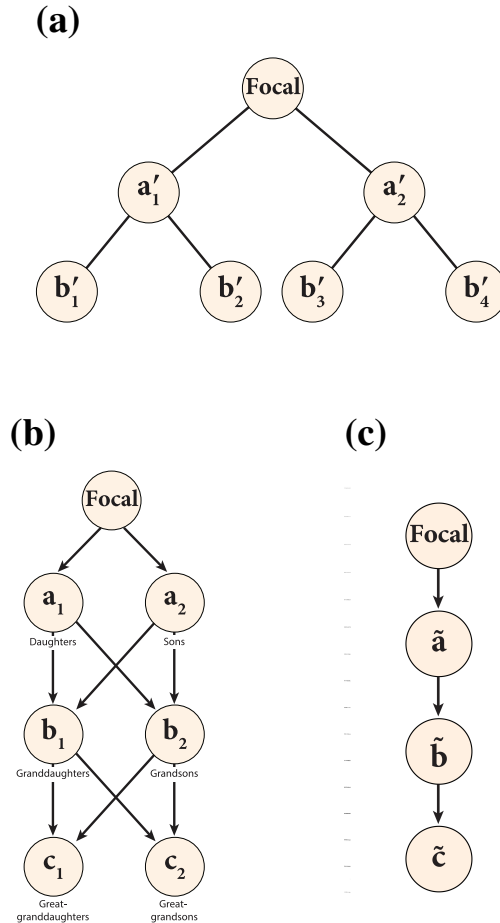 (a)
Focal
a′₁ a′₂
b′₁ b′₂ b′₃ b′₄
(b) (c)
Focal
a₁ a₂
Daughters Sons
b₁ b₂
Granddaughters Grandsons
c₁ c₂
Great-
granddaughters
Great-
grandsons
Focal
ã
b̃
c̃